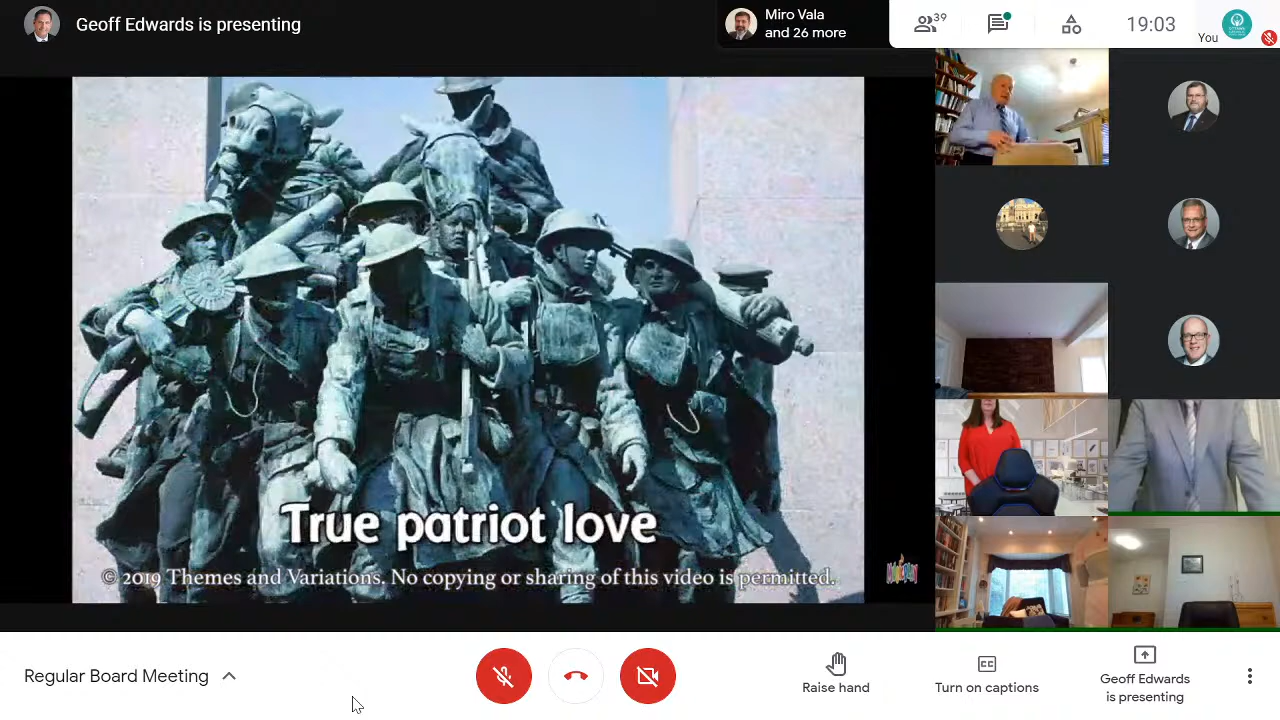 Geoff Edwards is presenting
Miro Vala
and 26 more
39
19:03
You
True patriot love
© 2019 Themes and Variations. No copying or sharing of this video is permitted.
Regular Board Meeting
Raise hand
CC
Turn on captions
Geoff Edwards
is presenting